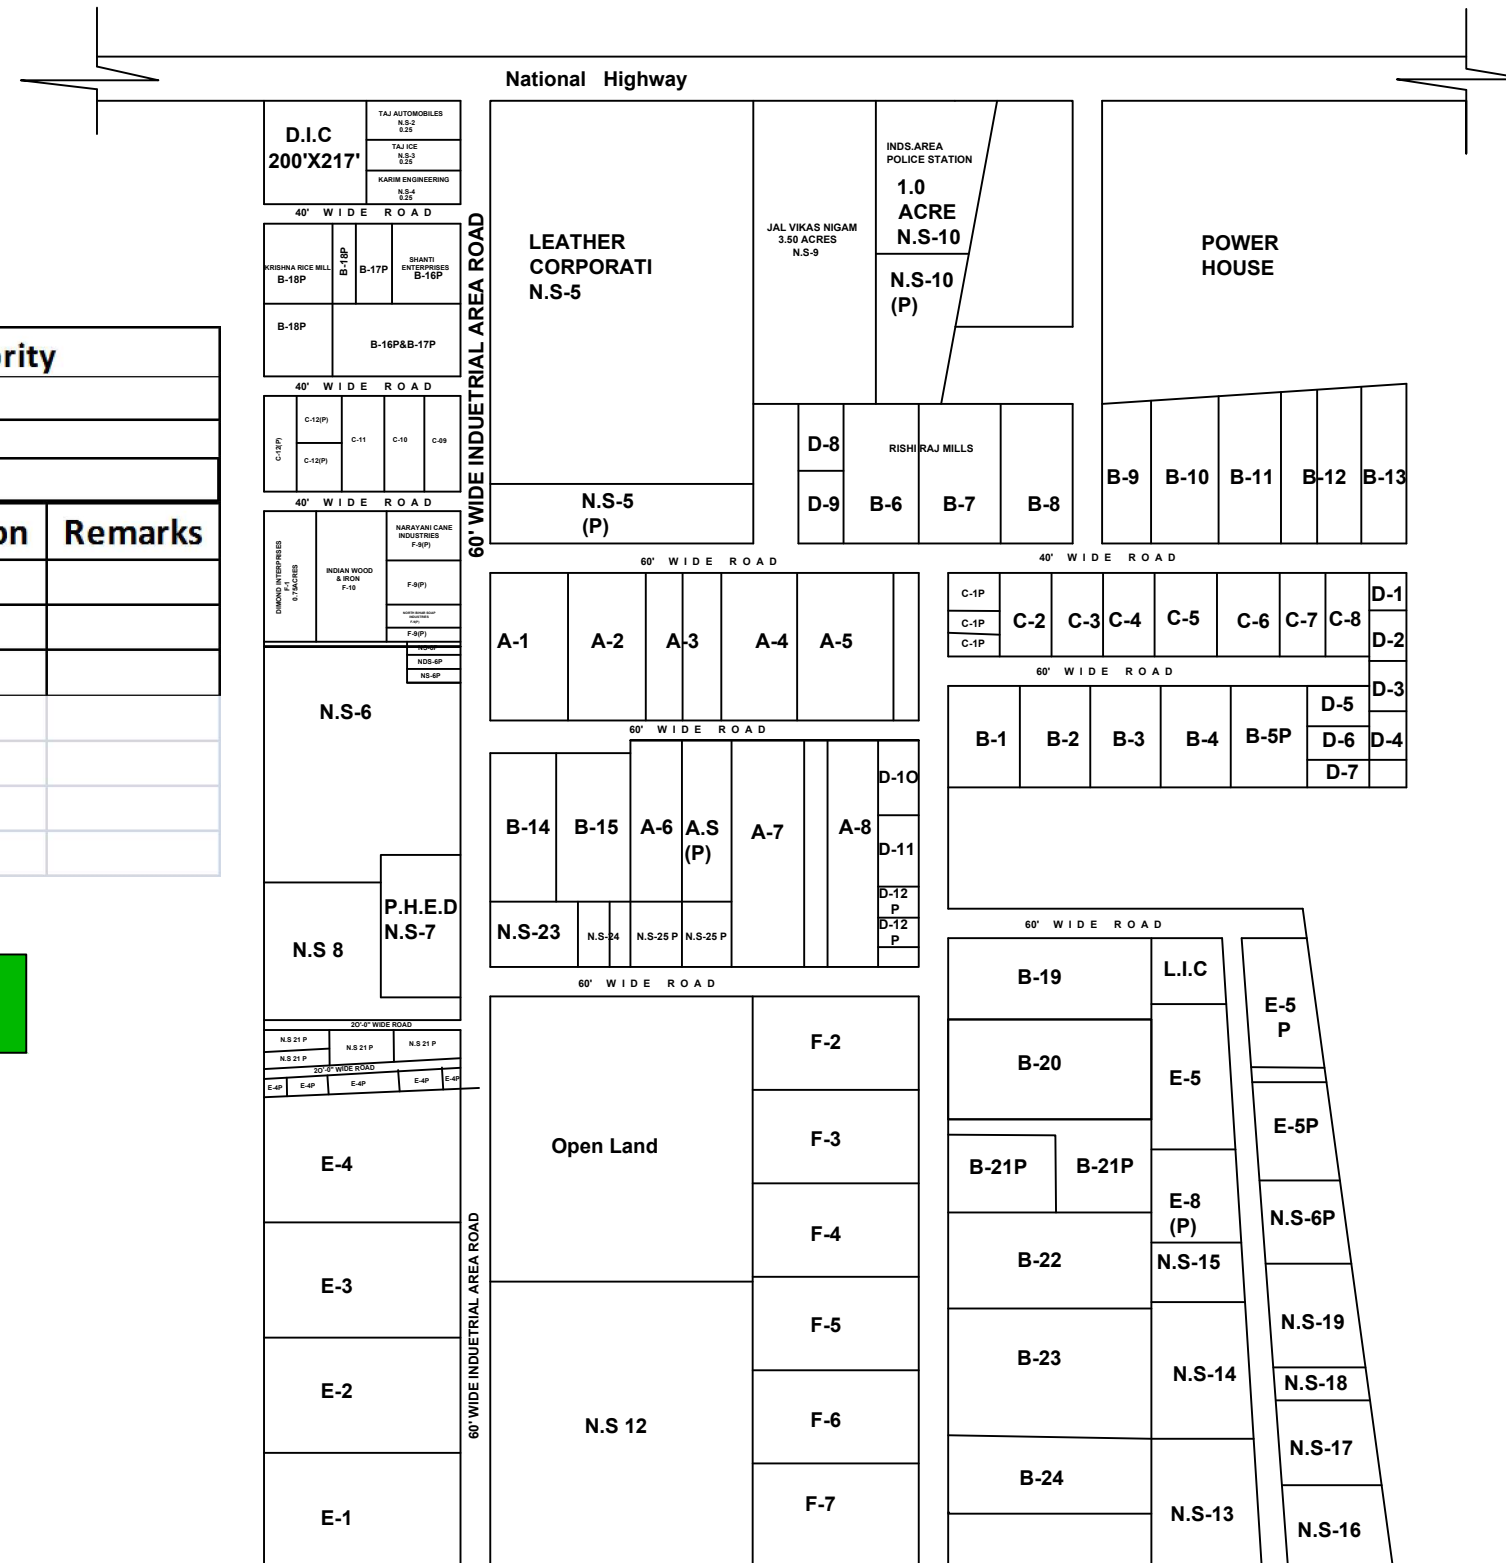 National Highway
D.I.C
200'X217'
TAJ AUTOMOBILES
N.S-2
0.25
TAJ ICE
N.S-3
0.25
KARIM ENGINEERING
N.S-4
0.25
40' WIDE ROAD
KRISHNA RICE MILL
B-18P
B-18P
B-17P
SHANTI
ENTERPRISES
B-16P
B-18P
B-16P&B-17P
40' WIDE ROAD
C-12(P)
C-12(P)
C-12(P)
C-11
C-10
C-09
40' WIDE ROAD
DIMOND INTERPRISES
F-1
0.75ACRES
INDIAN WOOD
& IRON
F-10
NARAYANI CANE
INDUSTRIES
F-9(P)
F-9(P)
F-9(P)
NDS-6P
NS-6P
N.S-6
P.H.E.D
N.S-7
N.S 8
20'-0" WIDE ROAD
N.S 21 P
N.S 21 P
N.S 21 P
N.S 21 P
20'-0" WIDE ROAD
E-4P
E-4P
E-4P
E-4P
E-4P
E-4
E-3
E-2
E-1
60' WIDE INDUETRIAL AREA ROAD
60' WIDE INDUETRIAL AREA ROAD
rity
on
Remarks
LEATHER
CORPORATI
N.S-5
N.S-5
(P)
JAL VIKAS NIGAM
3.50 ACRES
N.S-9
INDS.AREA
POLICE STATION
1.0
ACRE
N.S-10
N.S-10
(P)
POWER
HOUSE
D-8
D-9
RISHI RAJ MILLS
B-6
B-7
B-8
B-9
B-10
B-11
B-12
B-13
60' WIDE ROAD
40' WIDE ROAD
A-1
A-2
A-3
A-4
A-5
C-1P
C-1P
C-1P
C-2
C-3
C-4
C-5
C-6
C-7
C-8
D-1
D-2
D-3
D-4
60' WIDE ROAD
60' WIDE ROAD
B-1
B-2
B-3
B-4
B-5P
D-5
D-6
D-7
B-14
B-15
A-6
A.S
(P)
A-7
A-8
D-1O
D-11
D-12
P
D-12
P
N.S-23
N.S-24
N.S-25 P
N.S-25 P
60' WIDE ROAD
60' WIDE ROAD
Open Land
N.S 12
F-2
F-3
F-4
F-5
F-6
F-7
B-19
B-20
B-21P
B-21P
B-22
B-23
B-24
L.I.C
E-5
E-8
(P)
N.S-15
N.S-14
N.S-13
E-5
P
E-5P
N.S-6P
N.S-19
N.S-18
N.S-17
N.S-16